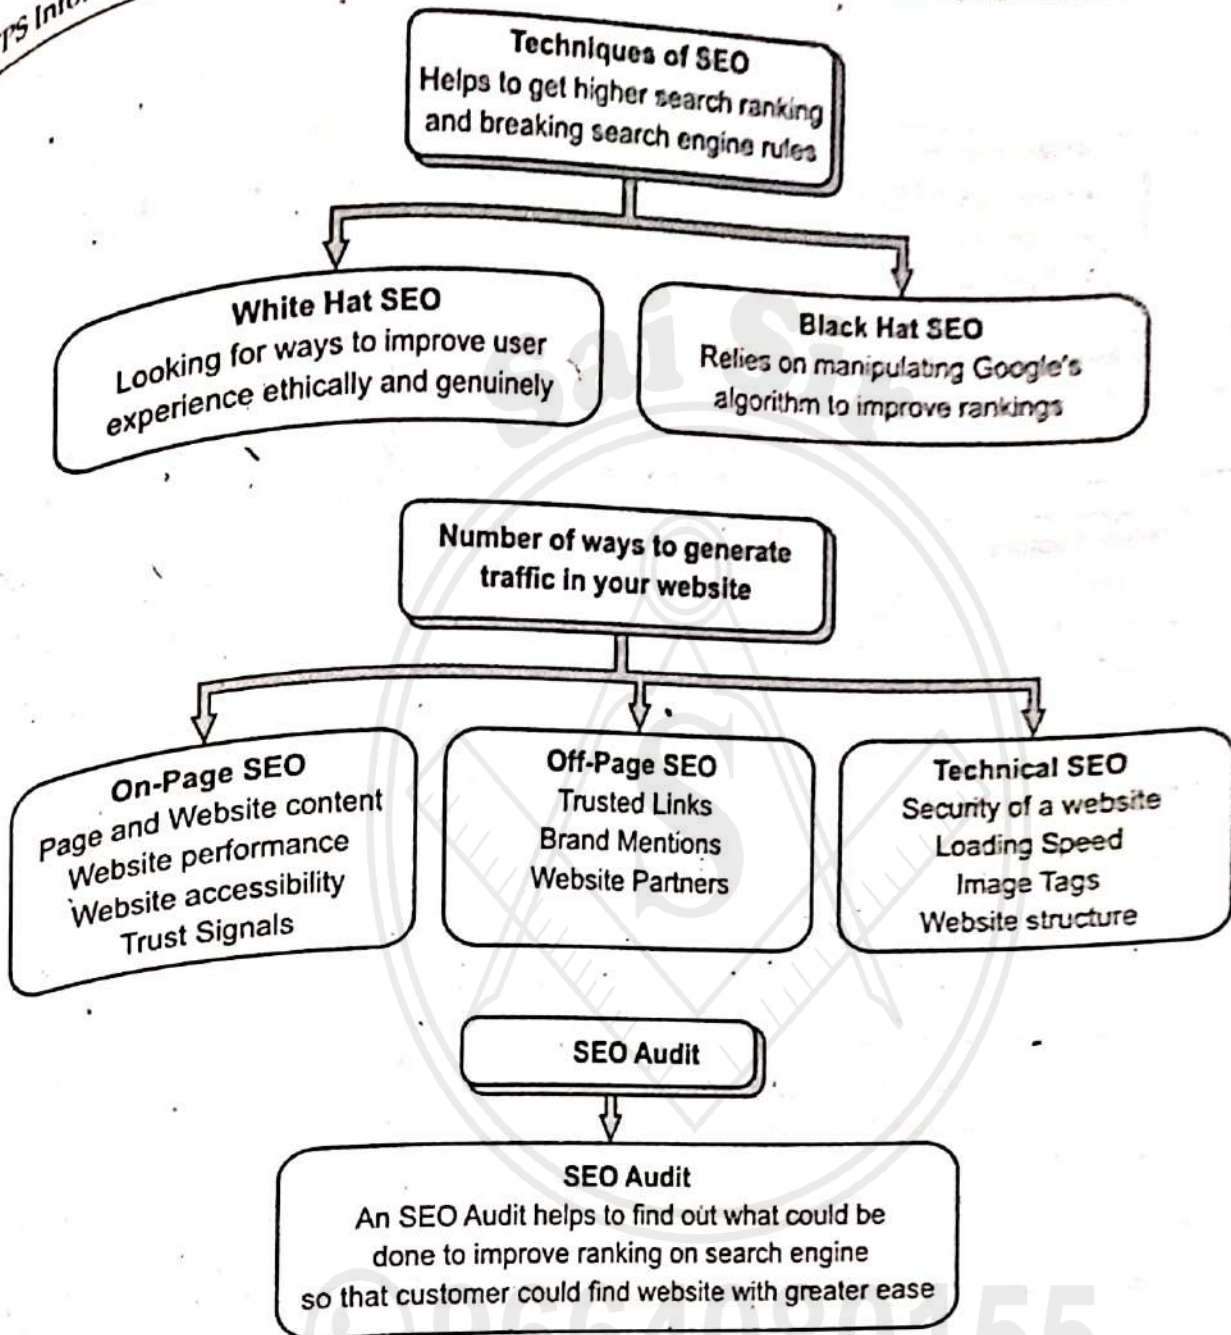 Techniques of SEO
Helps to get higher search ranking
and breaking search engine rules
White Hat SEO
Looking for ways to improve user
experience ethically and genuinely
Black Hat SEO
Relies on manipulating Google's
algorithm to improve rankings
Sai Sir
Number of ways to generate
traffic in your website
On-Page SEO
Page and Website content
Website performance
Website accessibility
Trust Signals
Off-Page SEO
Trusted Links
Brand Mentions
Website Partners
Technical SEO
Security of a website
Loading Speed
Image Tags
Website structure
S
SEO Audit
SEO Audit
An SEO Audit helps to find out what could be
done to improve ranking on search engine
so that customer could find website with greater ease